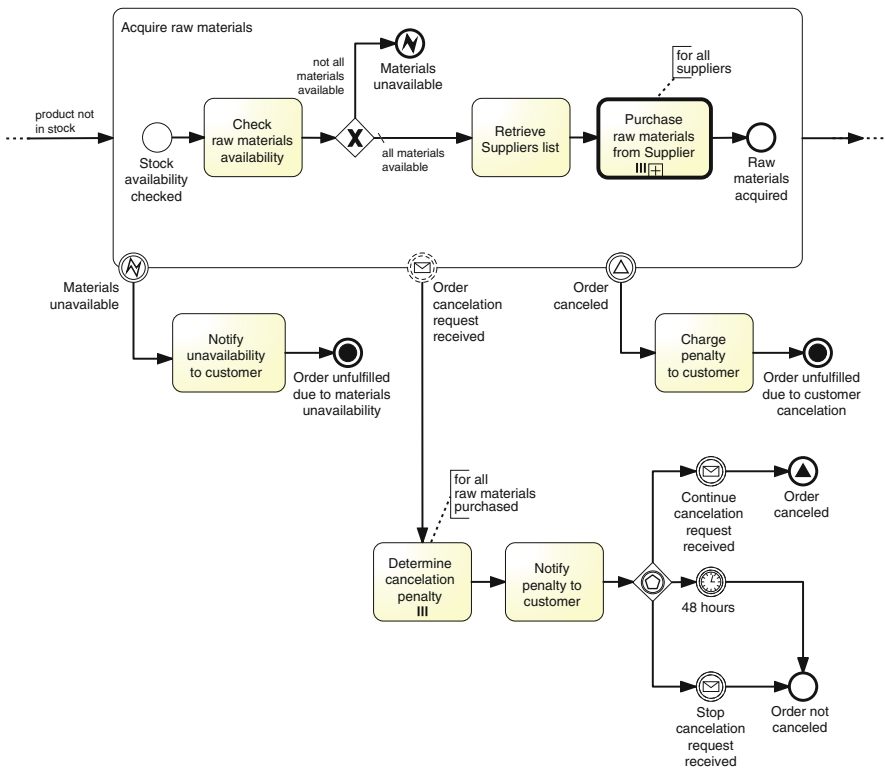 Acquire raw materials
not all
materials
available
Materials
unavailable
for all
suppliers
product not
in stock
Stock
availability
checked
Check
raw materials
availability
X
all materials
available
Retrieve
Suppliers list
Purchase
raw materials
from Supplier
Raw
materials
acquired
Materials
unavailable
Notify
unavailability
to customer
Order unfulfilled
due to materials
unavailability
Order
cancelation
request
received
Order
canceled
Charge
penalty
to customer
Order unfulfilled
due to customer
cancelation
for all
raw materials
purchased
Determine
cancelation
penalty
Notify
penalty to
customer
Continue
cancelation
request
received
Order
canceled
48 hours
Stop
cancelation
request
received
Order not
canceled